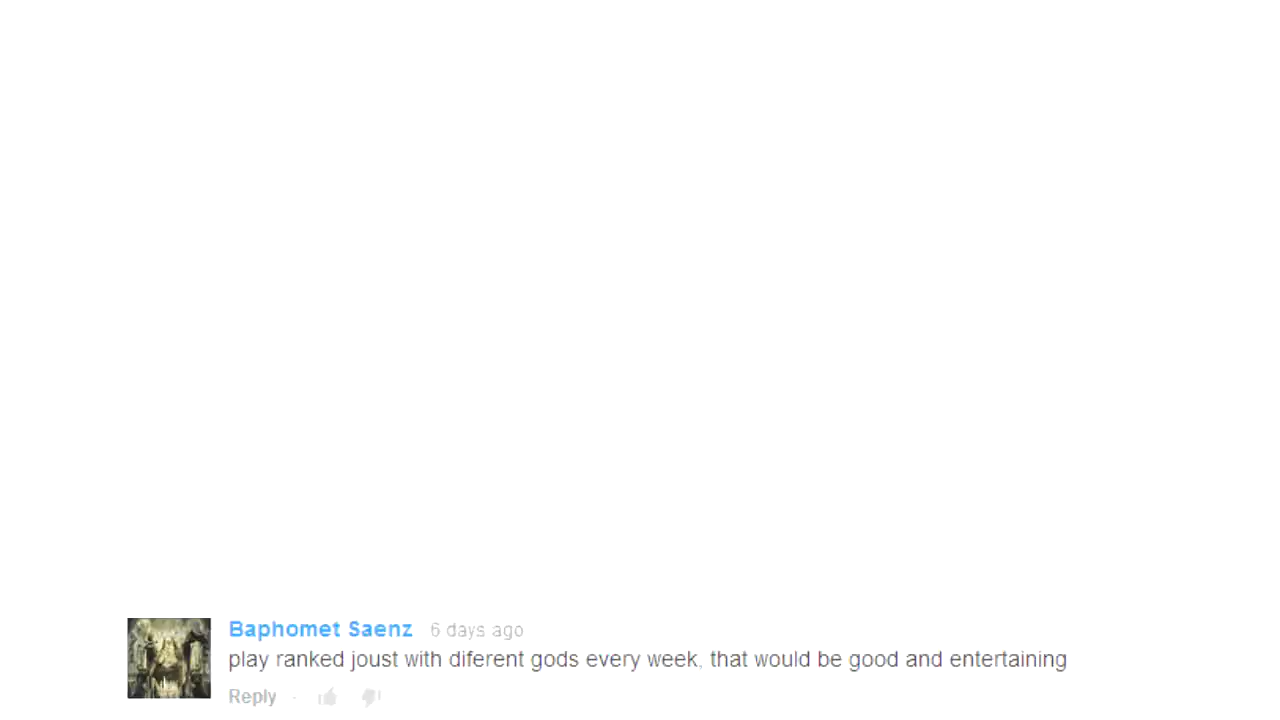 Baphomet Saenz 6 days ago
play ranked joust with diferent gods every week, that would be good and entertaining
Reply -